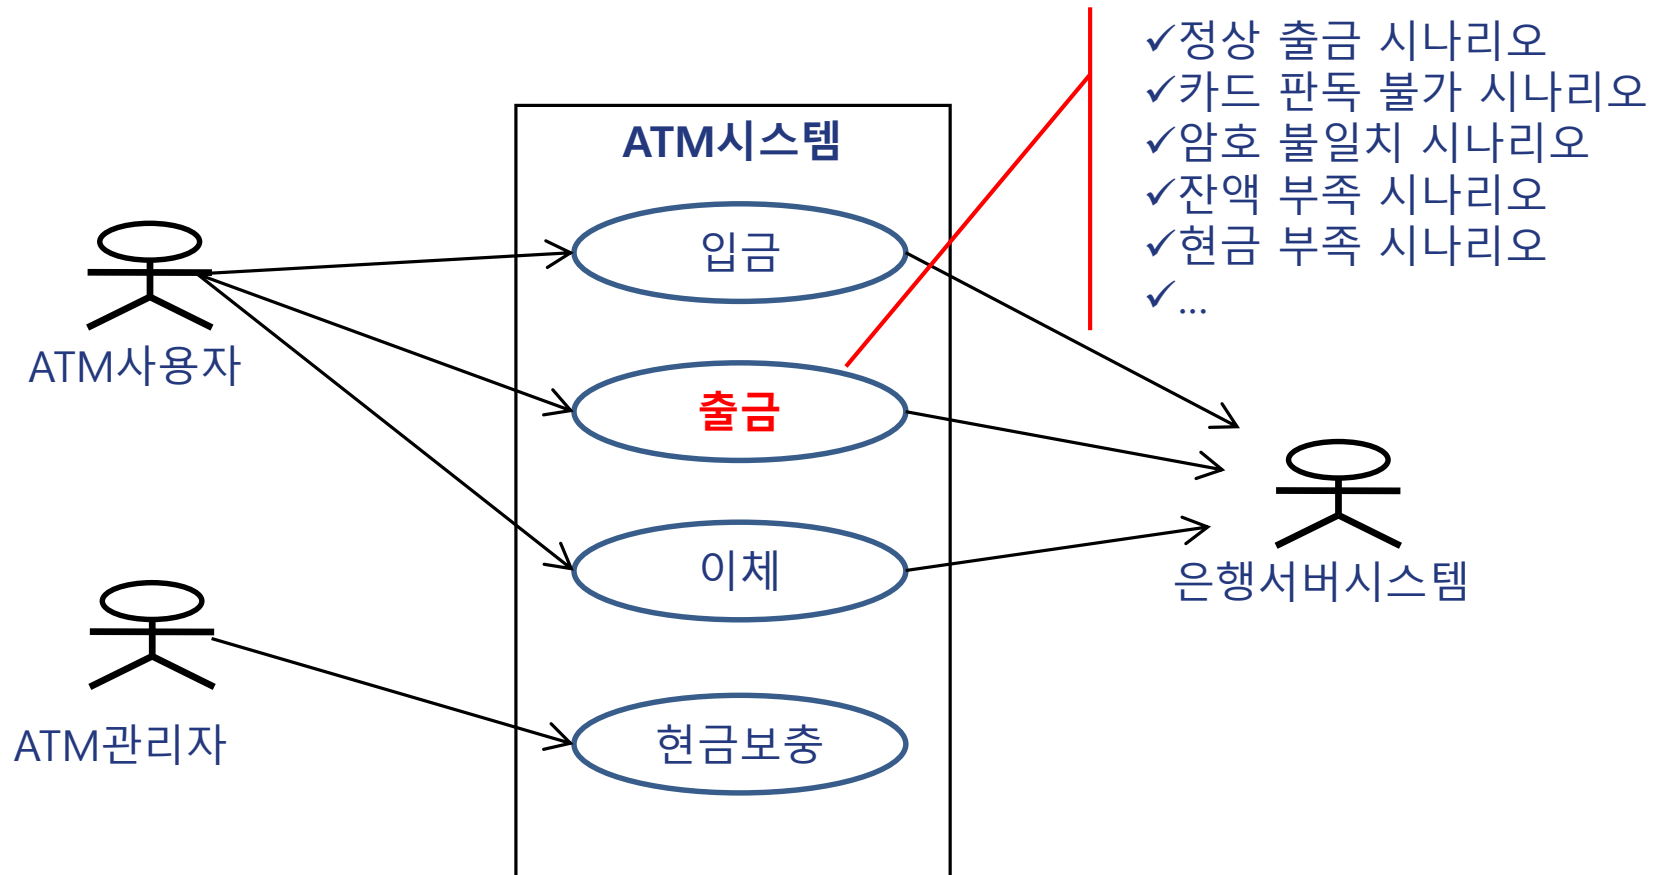 ✓정상 출금 시나리오
✓카드 판독 불가 시나리오
✓암호 불일치 시나리오
✓잔액 부족 시나리오
✓현금 부족 시나리오
✓...
ATM시스템
입금
ATM사용자
출금
이체
은행서버시스템
ATM관리자
현금보충